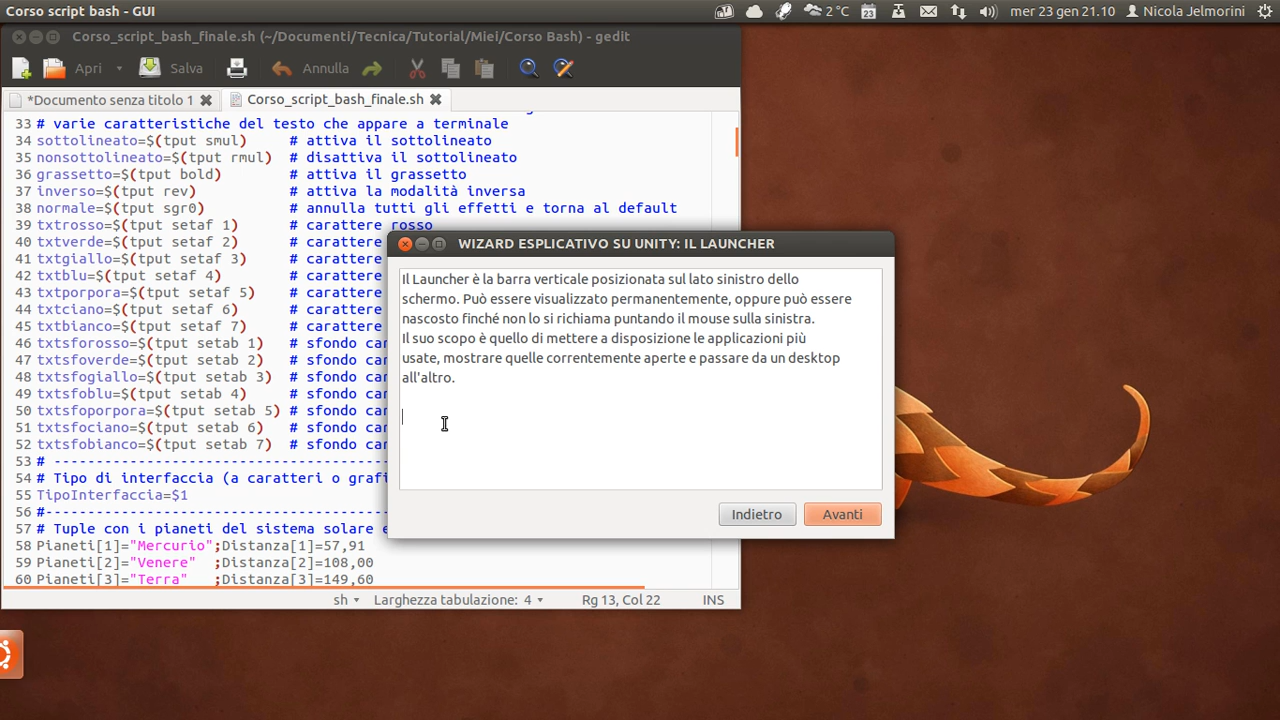 Corso script bash - GUI
2 °C
23
mer 23 gen 21.10
Nicola Jelmorini
Corso_script_bash_finale.sh (~/Documenti/Tecnica/Tutorial/Miei/Corso Bash) - gedit
Apri
Salva
Annulla
*Documento senza titolo 1
Corso_script_bash_finale.sh
33 # varie caratteristiche del testo che appare a terminale
34 sottolineato=$(tput smul) # attiva il sottolineato
35 nonsottolineato=$(tput rmul) # disattiva il sottolineato
36 grassetto=$(tput bold) # attiva il grassetto
37 inverso=$(tput rev) # attiva la modalità inversa
38 normale=$(tput sgr0) # annulla tutti gli effetti e torna al default
39 txtrosso=$(tput setaf 1) # carattere rosso
40 txtverde=$(tput setaf 2) # carattere
41 txtgiallo=$(tput setaf 3) # carattere
42 txtblu=$(tput setaf 4) # carattere
43 txtporpora=$(tput setaf 5) # carattere
44 txtciano=$(tput setaf 6) # carattere
45 txtbianco=$(tput setaf 7) # carattere
46 txtsforosso=$(tput setab 1) # sfondo car
47 txtsfoverde=$(tput setab 2) # sfondo car
48 txtsfogiallo=$(tput setab 3) # sfondo car
49 txtsfoblu=$(tput setab 4) # sfondo car
50 txtsfoporpora=$(tput setab 5) # sfondo car
51 txtsfociano=$(tput setab 6) # sfondo car
52 txtsfobianco=$(tput setab 7) # sfondo car
53 # -----------------------------------------
54 # Tipo di interfaccia (a caratteri o grafi
55 TipoInterfaccia=$1
56 #------------------------------------------
57 # Tuple con i pianeti del sistema solare e
58 Pianeti[1]="Mercurio";Distanza[1]=57,91
59 Pianeti[2]="Venere" ;Distanza[2]=108,00
60 Pianeti[3]="Terra" ;Distanza[3]=149,60
sh
Larghezza tabulazione: 4
Rg 13, Col 22
INS
WIZARD ESPLICATIVO SU UNITY: IL LAUNCHER
Il Launcher è la barra verticale posizionata sul lato sinistro dello
schermo. Può essere visualizzato permanentemente, oppure può essere
nascosto finché non lo si richiama puntando il mouse sulla sinistra.
Il suo scopo è quello di mettere a disposizione le applicazioni più
usate, mostrare quelle correntemente aperte e passare da un desktop
all'altro.
Indietro
Avanti